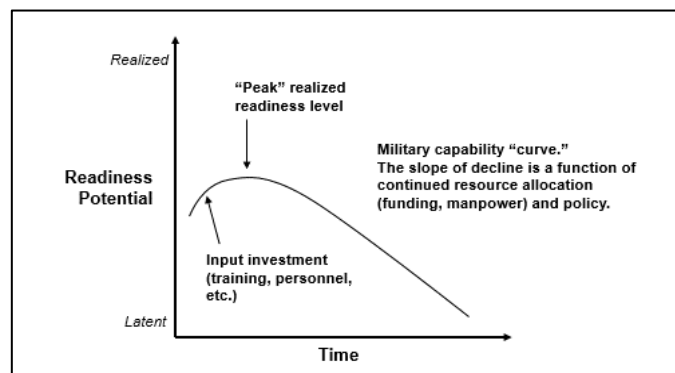 Realized
“Peak” realized
readiness level
Military capability “curve.”
The slope of decline is a function of
continued resource allocation
(funding, manpower) and policy.
Readiness
Potential
Input investment
(training, personnel,
etc.)
Latent
Time